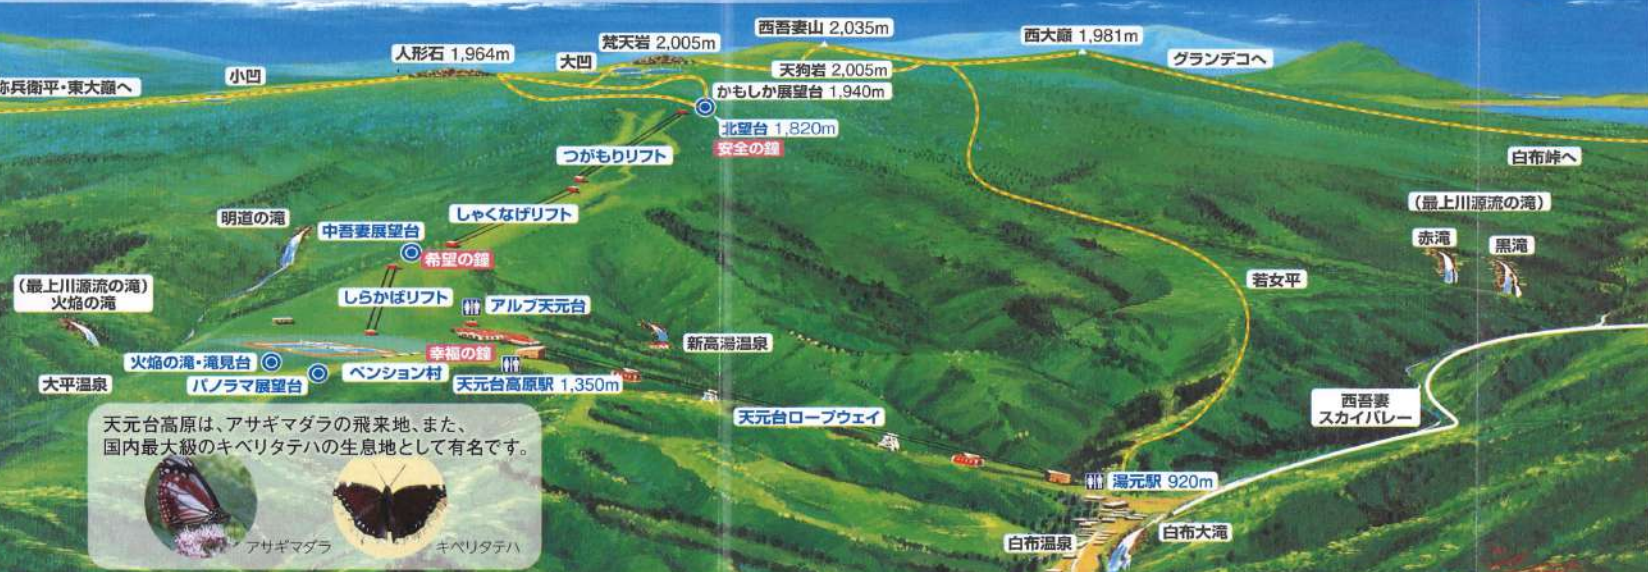 西吾妻山 2,035m
西大巓 1,981m
梵天岩 2,005m
人形石 1,964m
グランデコへ
大凹
天狗岩 2,005m
小凹
弥兵衛平・東大巓へ
かもしか展望台 1,940m
北望台 1,820m
安全の鐘
つがもりリフト
白布峠へ
(最上川源流の滝)
赤滝
黒滝
しゃくなげリフト
明道の滝
中吾妻展望台
希望の鐘
若女平
(最上川源流の滝)
火焔の滝
しらかばリフト
アルブ天元台
新高湯温泉
幸福の鐘
火焔の滝・滝見台
ペンション村
大平温泉
パノラマ展望台
天元台高原駅 1,350m
西吾妻
スカイバレー
天元台ロープウェイ
天元台高原は、アサギマダラの飛来地、また、
国内最大級のキベリタテハの生息地として有名です。
アサギマダラ
キベリタテハ
湯元駅 920m
白布大滝
白布温泉